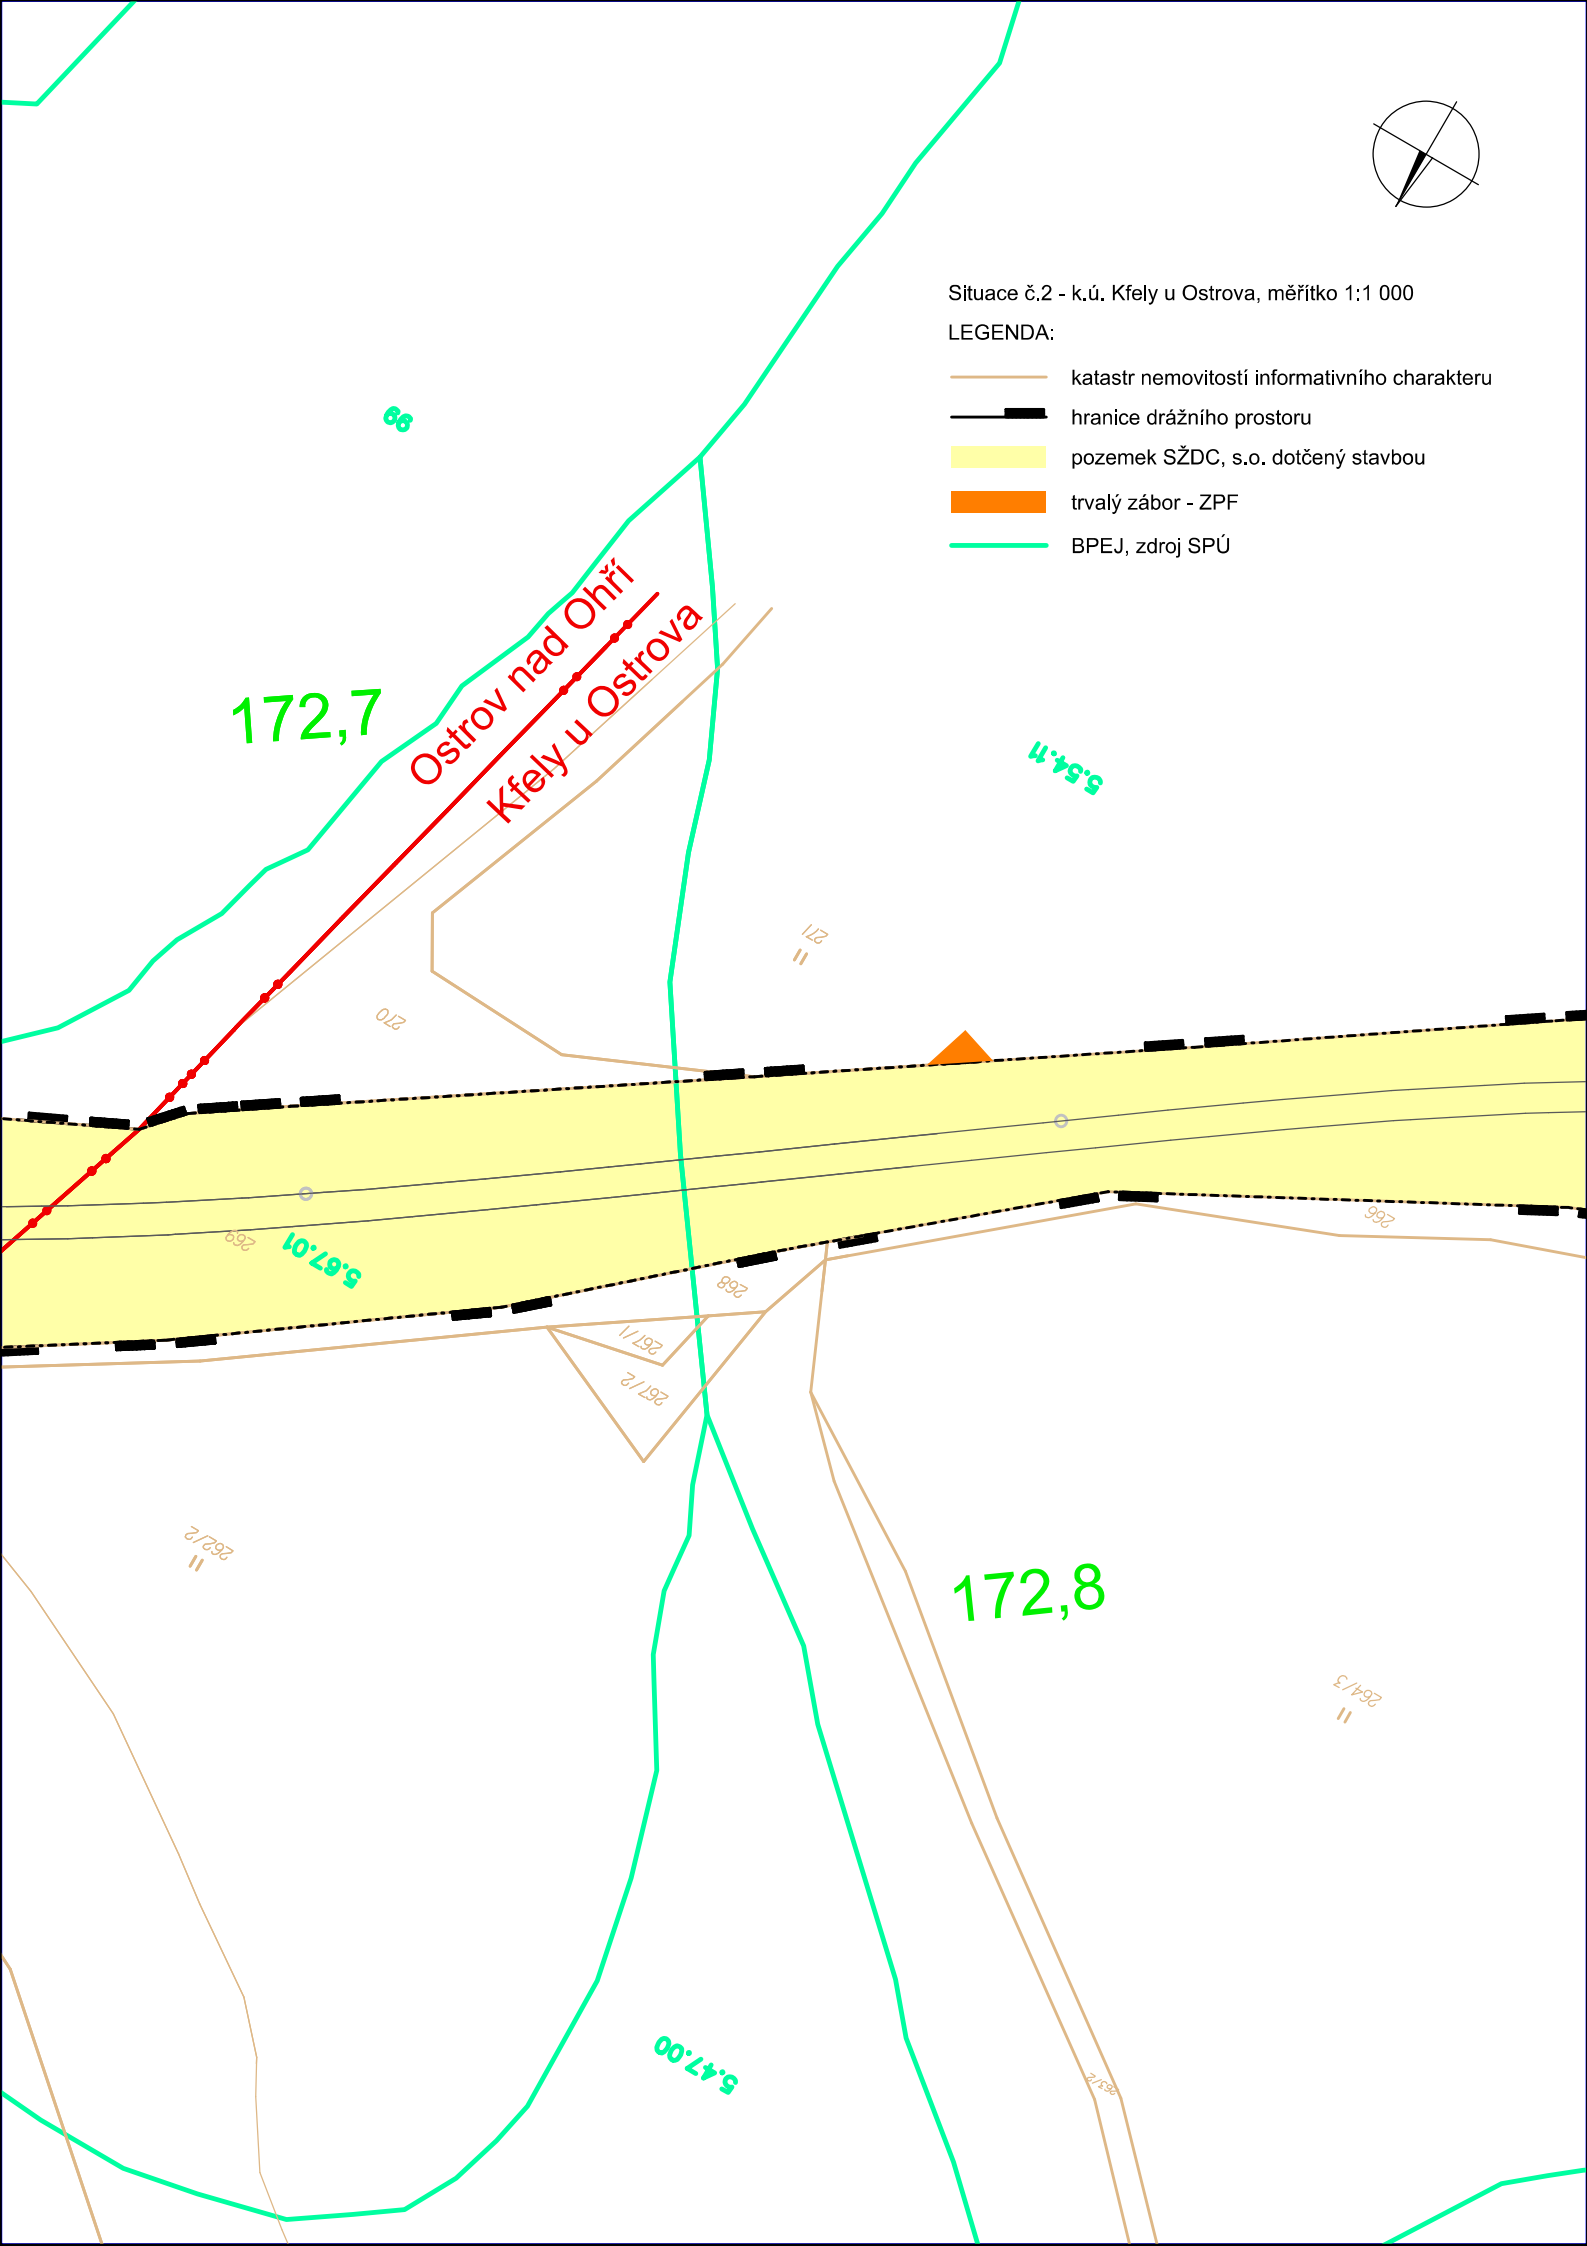 Situace č.2 - k.ú. Kfely u Ostrova, měřítko 1:1 000
LEGENDA:
katastr nemovitostí informativního charakteru
hranice drážního prostoru
pozemek SŽDC, s.o. dotčený stavbou
trvalý zábor - ZPF
BPEJ, zdroj SPÚ
99
Ostrov nad Ohří
Kfely u Ostrova
172,7
5.54.11
271
270
266
269
5.67.01
268
267/1
267/2
262/2
172,8
264/3
5.47.00
263/2